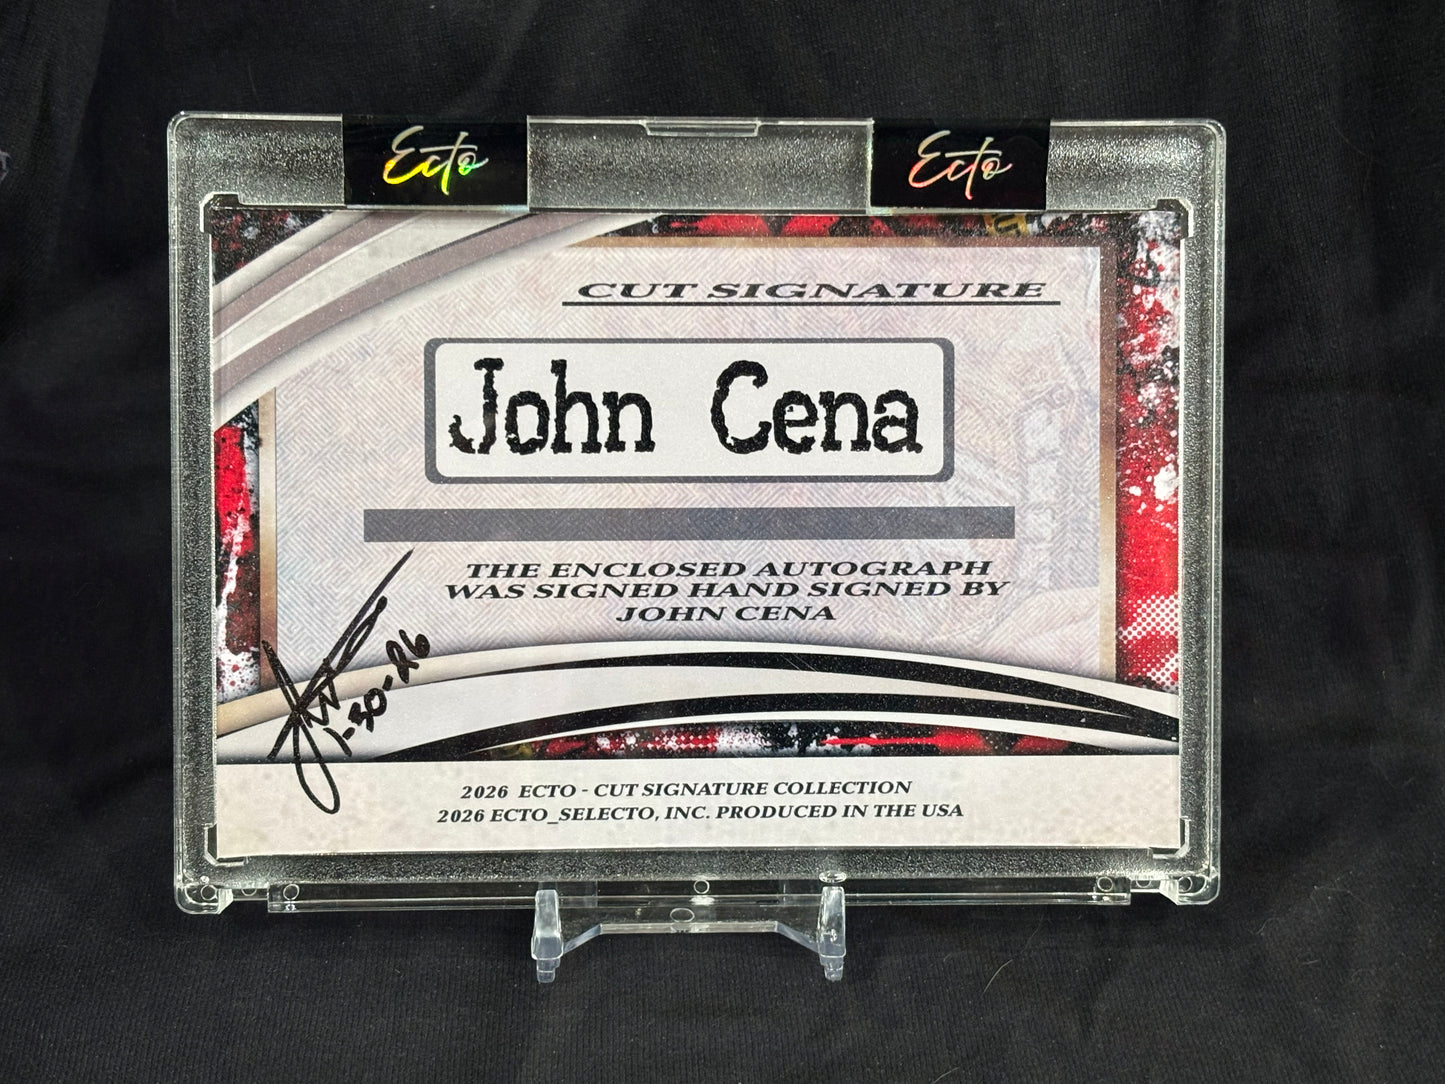 Ecto Ecto
CUT SIGNATURE
John Cena
THE ENCLOSED AUTOGRAPH
WAS SIGNED HAND SIGNED BY
JOHN CENA
1-30-26
2026 ECTO - CUT SIGNATURE COLLECTION
2026 ECTO_SELECTO, INC. PRODUCED IN THE USA